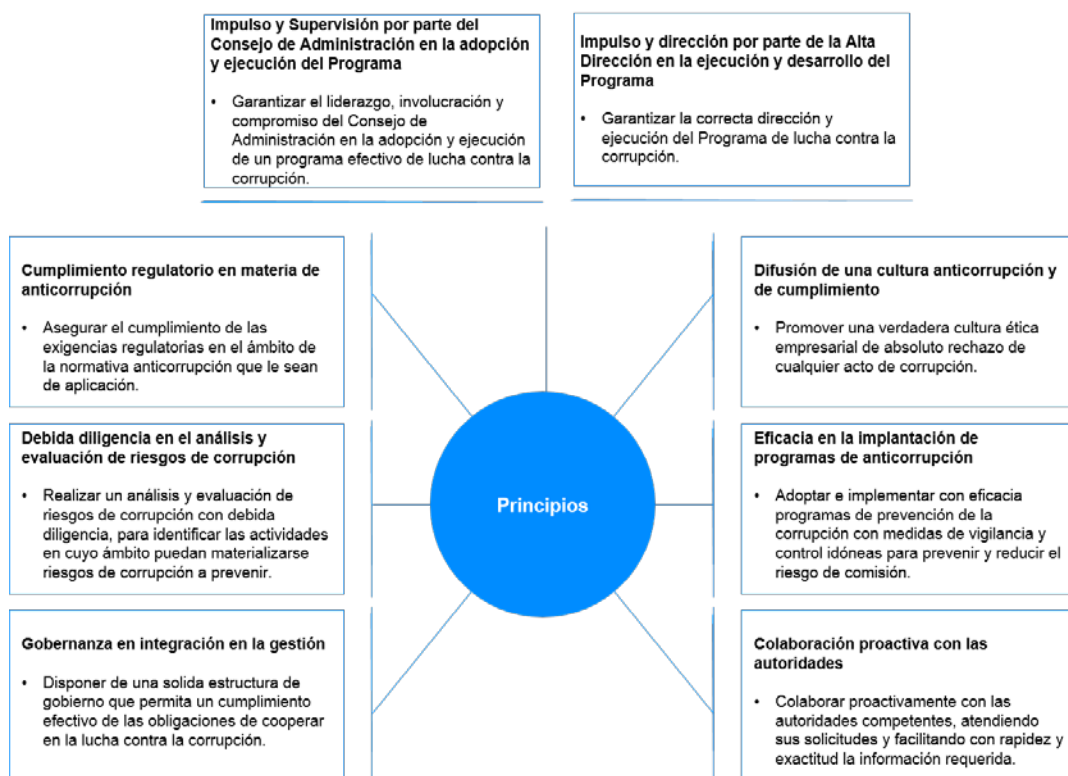 Impulso y Supervisión por parte del
Consejo de Administración en la adopción
y ejecución del Programa
• Garantizar el liderazgo, involucración y
compromiso del Consejo de
Administración en la adopción y ejecución
de un programa efectivo de lucha contra la
corrupción.
Impulso y dirección por parte de la Alta
Dirección en la ejecución y desarrollo del
Programa
• Garantizar la correcta dirección y
ejecución del Programa de lucha contra la
corrupción.
Cumplimiento regulatorio en materia de
anticorrupción
• Asegurar el cumplimiento de las
exigencias regulatorias en el ámbito de
la normativa anticorrupción que le sean
de aplicación.
Difusión de una cultura anticorrupción y
de cumplimiento
• Promover una verdadera cultura ética
empresarial de absoluto rechazo de
cualquier acto de corrupción.
Debida diligencia en el análisis y
evaluación de riesgos de corrupción
• Realizar un análisis y evaluación de
riesgos de corrupción con debida
diligencia, para identificar las actividades
en cuyo ámbito puedan materializarse
riesgos de corrupción a prevenir.
Principios
Eficacia en la implantación de
programas de anticorrupción
• Adoptar e implementar con eficacia
programas de prevención de la
corrupción con medidas de vigilancia y
control idóneas para prevenir y reducir el
riesgo de comisión.
Gobernanza en integración en la gestión
• Disponer de una solida estructura de
gobierno que permita un cumplimiento
efectivo de las obligaciones de cooperar
en la lucha contra la corrupción.
Colaboración proactiva con las
autoridades
• Colaborar proactivamente con las
autoridades competentes, atendiendo
sus solicitudes y facilitando con rapidez y
exactitud la información requerida.